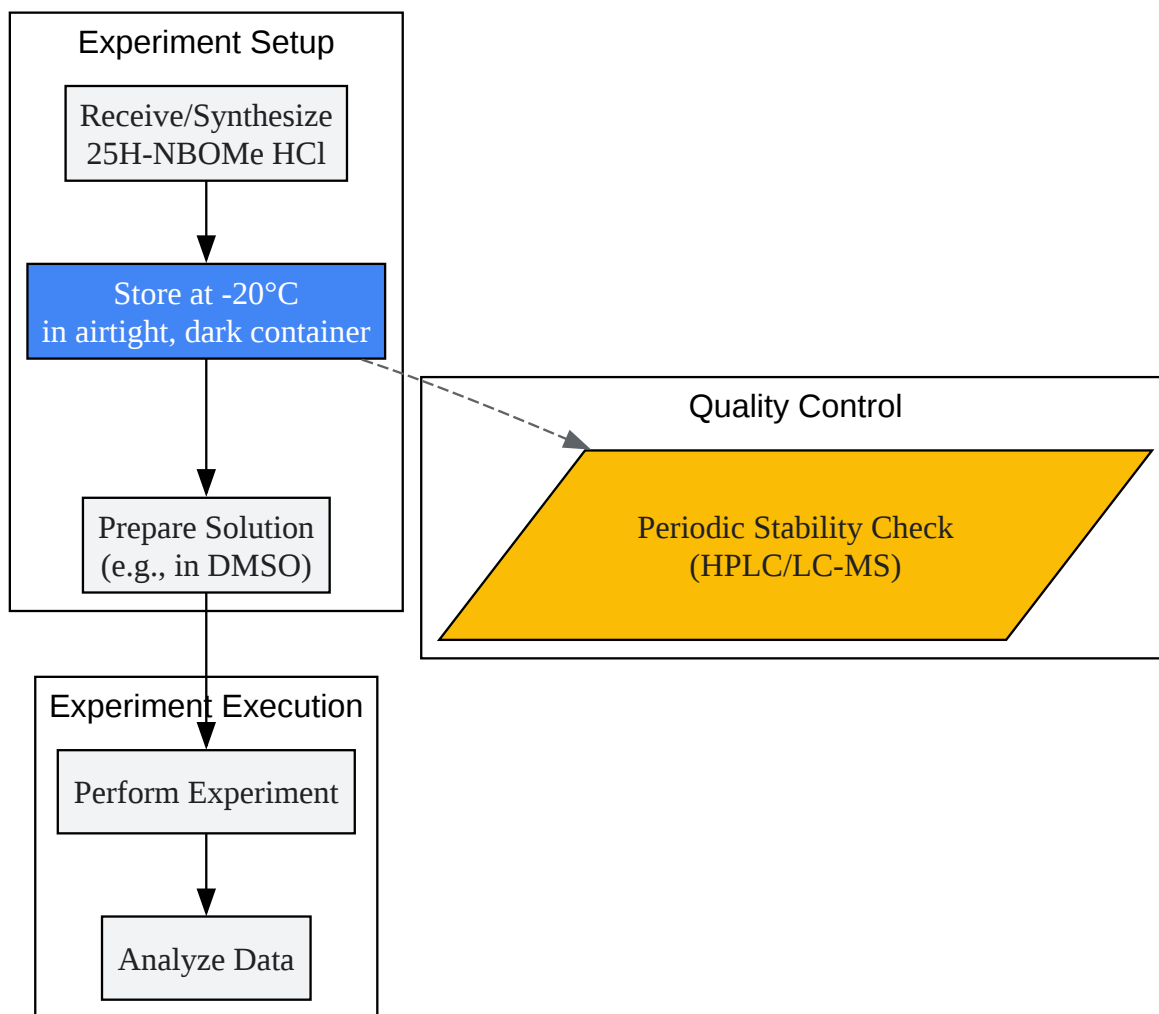 Experiment Setup
Receive/Synthesize
25H-NBOMe HCl
Store at -20°C
in airtight, dark container
Quality Control
Periodic Stability Check
(HPLC/LC-MS)
Prepare Solution
(e.g., in DMSO)
Experiment Execution
Perform Experiment
Analyze Data